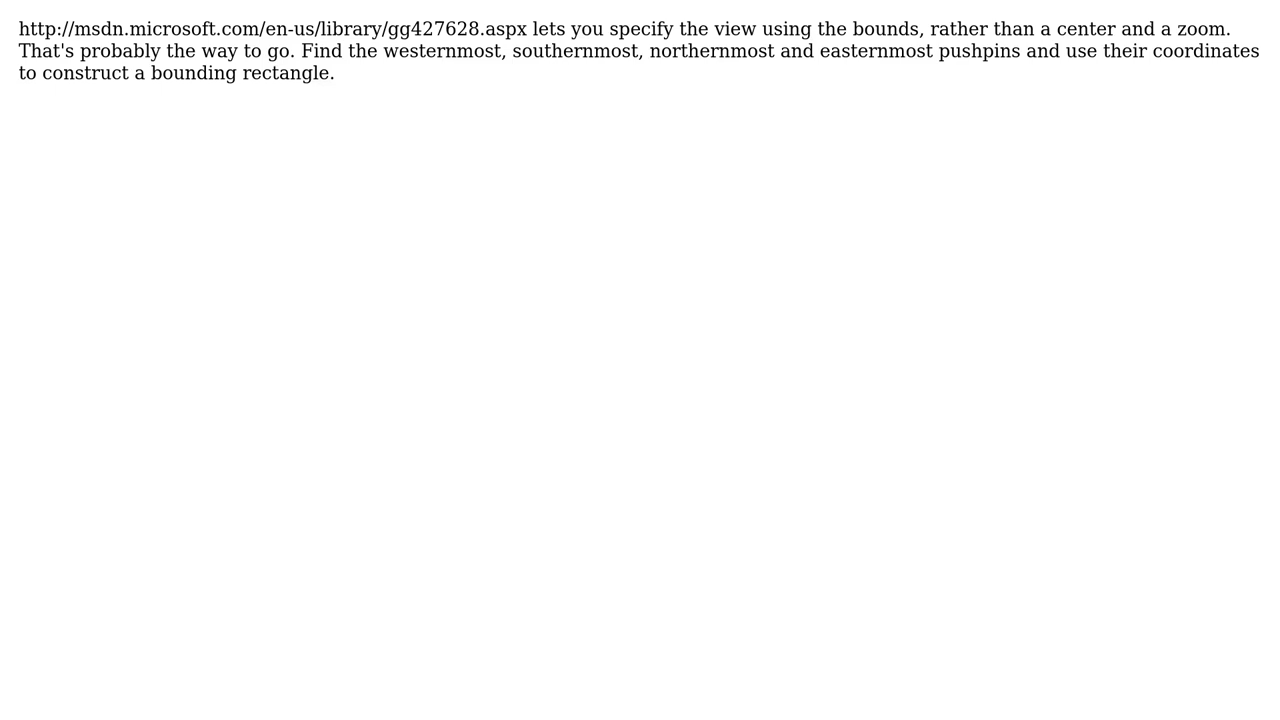 http://msdn.microsoft.com/en-us/library/gg427628.aspx lets you specify the view using the bounds, rather than a center and a zoom.
That's probably the way to go. Find the westernmost, southernmost, northernmost and easternmost pushpins and use their coordinates
to construct a bounding rectangle.